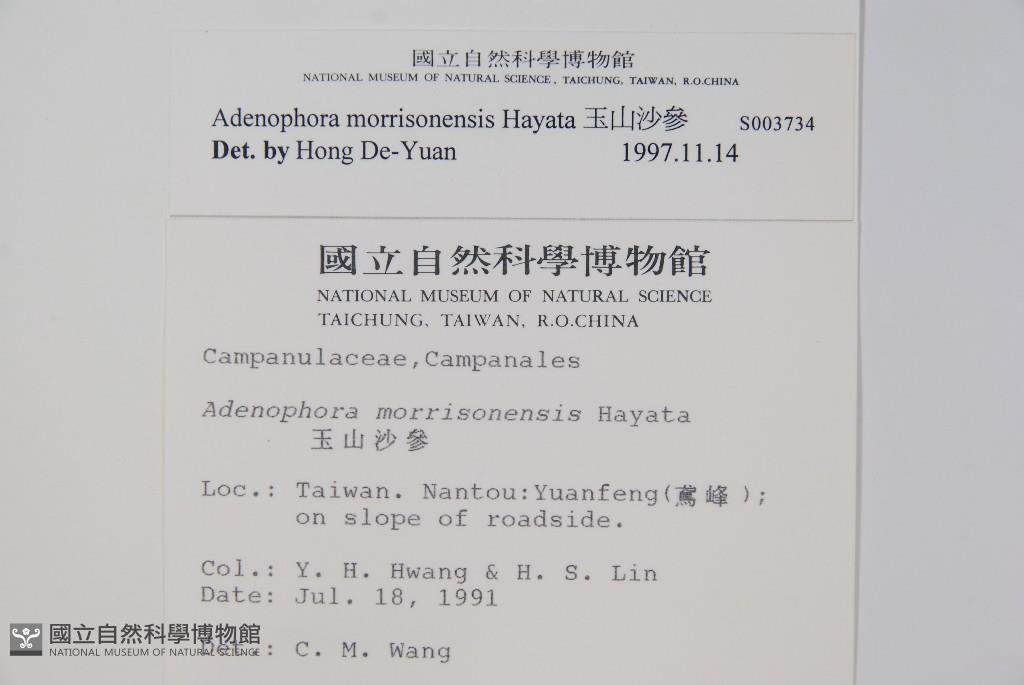 國立自然科學博物館
NATIONAL MUSEUM OF NATURAL SCIENCE, TAICHUNG, TAIWAN, R.O.CHINA
Adenophora morrisonensis Hayata 玉山沙參 S003734
Det. by Hong De-Yuan 1997.11.14
國立自然科學博物館
NATIONAL MUSEUM OF NATURAL SCIENCE
TAICHUNG, TAIWAN, R.O.CHINA
Campanulaceae,Campanales
Adenophora morrisonensis Hayata
玉山沙參
Loc.: Taiwan. Nantou:Yuanfeng(鳶峰);
on slope of roadside.
Col.: Y. H. Hwang & H. S. Lin
Date: Jul. 18, 1991
Det.: C. M. Wang
國立自然科學博物館
NATIONAL MUSEUM OF NATURAL SCIENCE